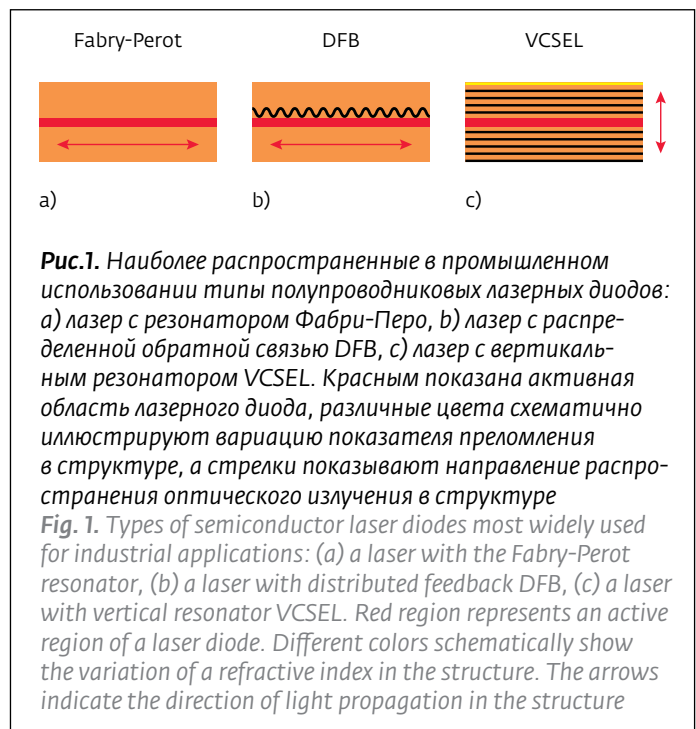 Fabry-Perot DFB VCSEL
a) b) c)
Рис.1. Наиболее распространенные в промышленном
использовании типы полупроводниковых лазерных диодов:
a) лазер с резонатором Фабри-Перо, b) лазер с распре-
деленной обратной связью DFB, c) лазер с вертикаль-
ным резонатором VCSEL. Красным показана активная
область лазерного диода, различные цвета схематично
иллюстрируют вариацию показателя преломления
в структуре, а стрелки показывают направление распро-
странения оптического излучения в структуре
Fig. 1. Types of semiconductor laser diodes most widely used
for industrial applications: (a) a laser with the Fabry-Perot
resonator, (b) a laser with distributed feedback DFB, (c) a laser
with vertical resonator VCSEL. Red region represents an active
region of a laser diode. Different colors schematically show
the variation of a refractive index in the structure. The arrows
indicate the direction of light propagation in the structure